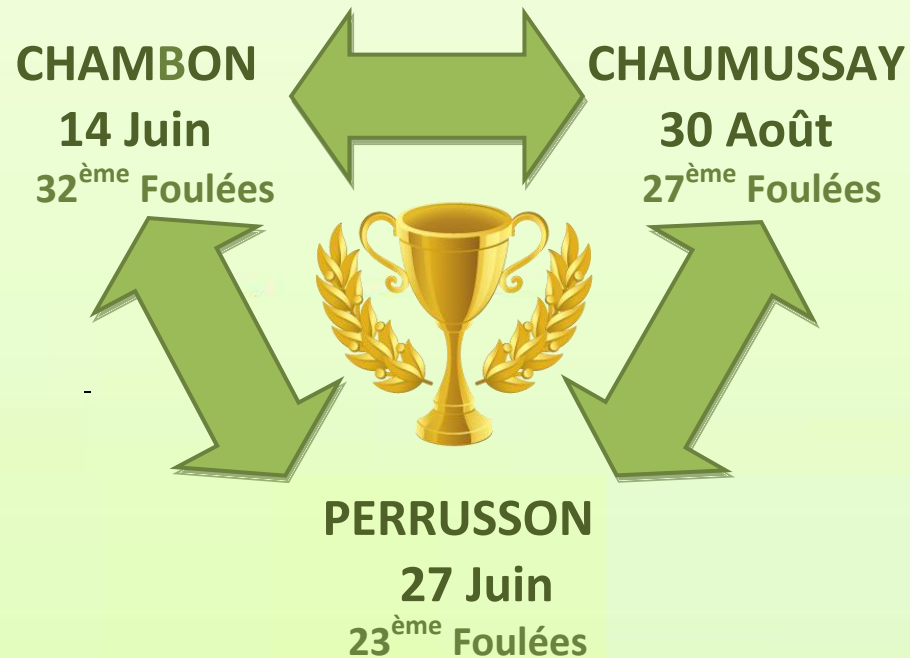 CHAMBON
14 Juin
32ème Foulées
CHAUMUSSAY
30 Août
27ème Foulées
PERRUSSON
27 Juin
23ème Foulées